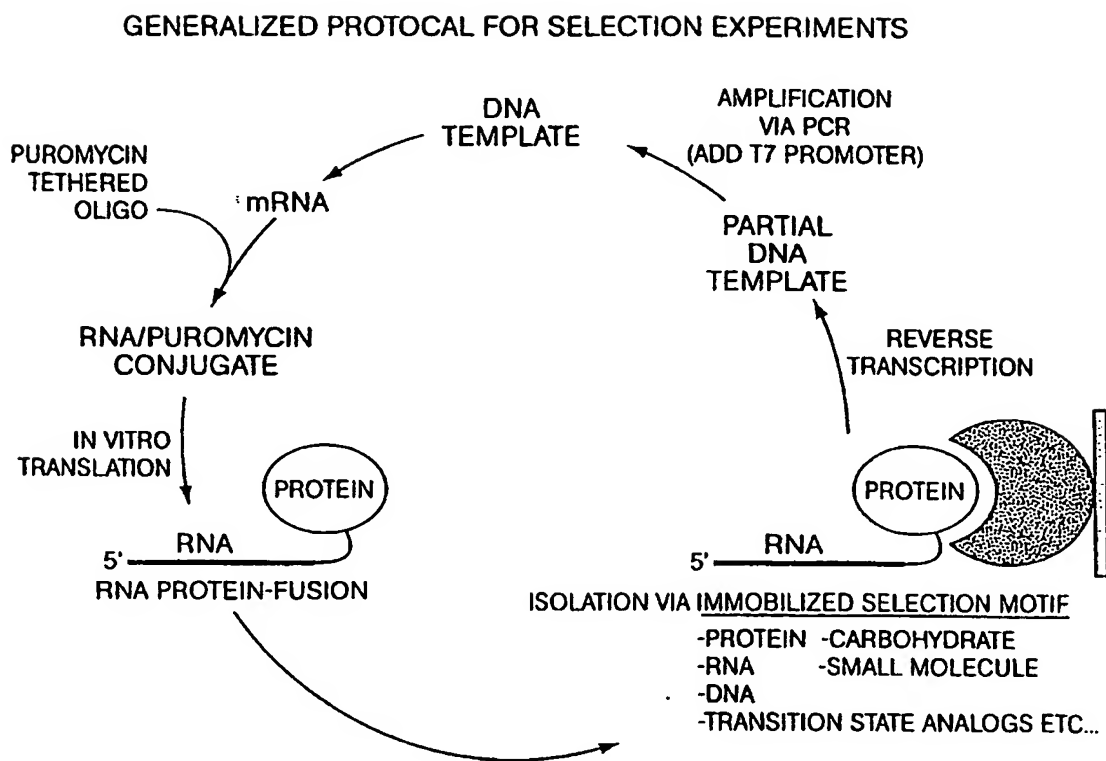 GENERALIZED PROTOCAL FOR SELECTION EXPERIMENTS
DNA
TEMPLATE
AMPLIFICATION
VIA PCR
(ADD T7 PROMOTER)
PUROMYCIN
TETHERED
OLIGO
mRNA
PARTIAL
DNA
TEMPLATE
RNA/PUROMYCIN
CONJUGATE
REVERSE
TRANSCRIPTION
IN VITRO
TRANSLATION
PROTEIN
5' RNA
RNA PROTEIN-FUSION
PROTEIN
5' RNA
ISOLATION VIA IMMOBILIZED SELECTION MOTIF
-PROTEIN -CARBOHYDRATE
-RNA -SMALL MOLECULE
-DNA
-TRANSITION STATE ANALOGS ETC...